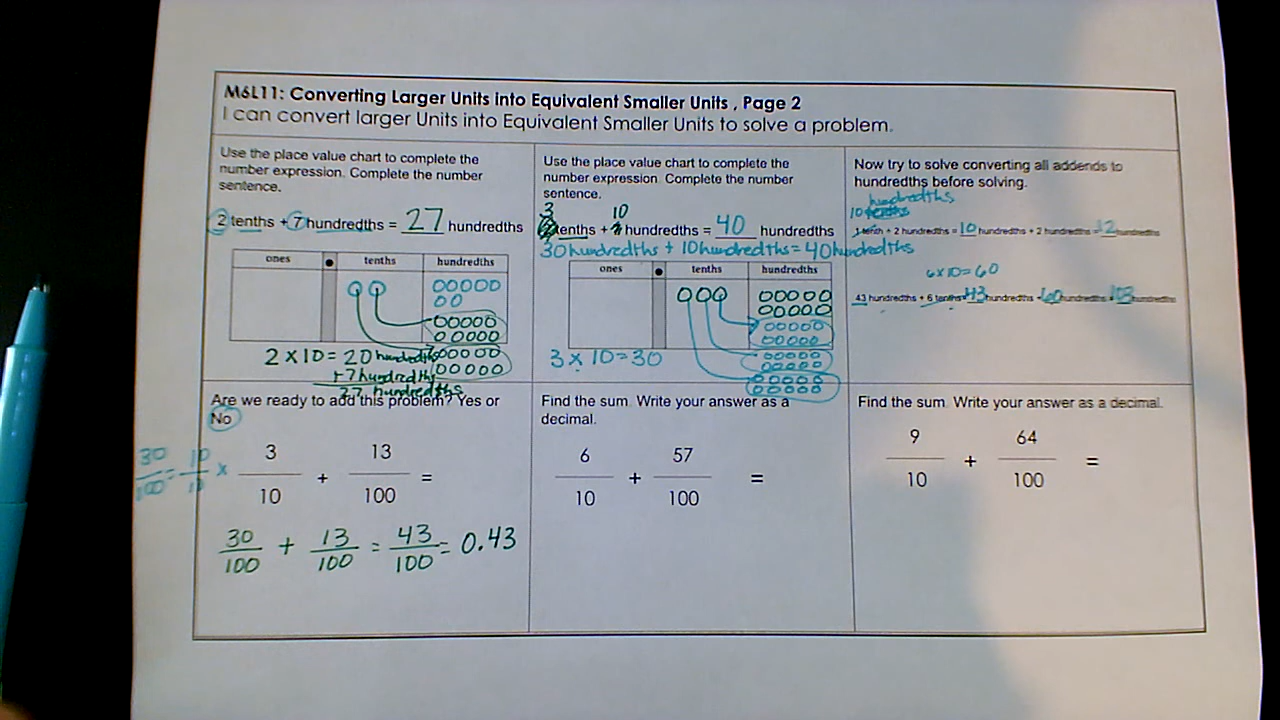 M6L11: Converting Larger Units into Equivalent Smaller Units , Page 2
I can convert larger Units into Equivalent Smaller Units to solve a problem.
Use the place value chart to complete the
number expression. Complete the number
sentence.
2 tenths + 7 hundredths = 27 hundredths
ones • tenths hundredths
2 × 10 = 20 hundredths
+7 hundredths
27 hundredths
Use the place value chart to complete the
number expression. Complete the number
sentence.
3 10
tenths + hundredths = 40 hundredths
30 hundredths + 10 hundredths = 40 hundredths
ones • tenths hundredths
3 × 10 = 30
Now try to solve converting all addends to
hundredths before solving.
hundredths
10 tenths
1 tenth + 2 hundredths = 10 hundredths + 2 hundredths = 12 hundredths
6 × 10 = 60
43 hundredths + 6 tenths = 43 hundredths + 60 hundredths = 103 hundredths
Are we ready to add this problem? Yes or
No
30/100 = 10/10 × 3/10 + 13/100 =
30/100 + 13/100 = 43/100 = 0.43
Find the sum. Write your answer as a
decimal.
6/10 + 57/100 =
Find the sum. Write your answer as a decimal.
9/10 + 64/100 =